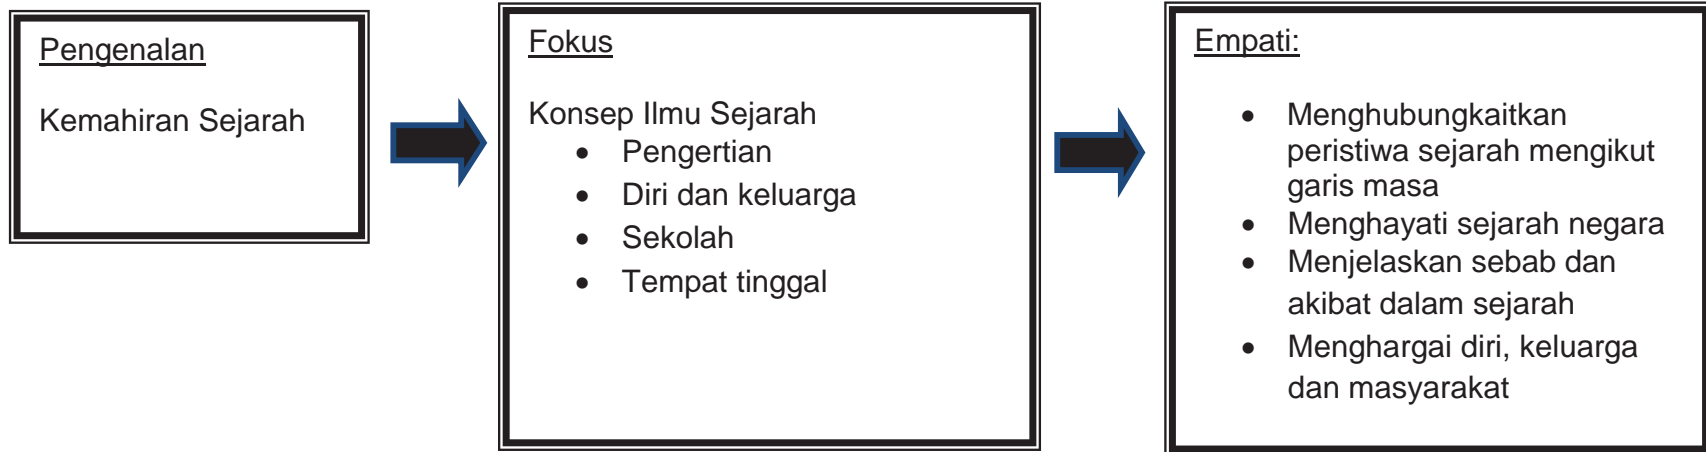 Pengenalan
Kemahiran Sejarah
Fokus
Konsep Ilmu Sejarah
• Pengertian
• Diri dan keluarga
• Sekolah
• Tempat tinggal
Empati:
• Menghubungkaitkan
peristiwa sejarah mengikut
garis masa
• Menghayati sejarah negara
• Menjelaskan sebab dan
akibat dalam sejarah
• Menghargai diri, keluarga
dan masyarakat